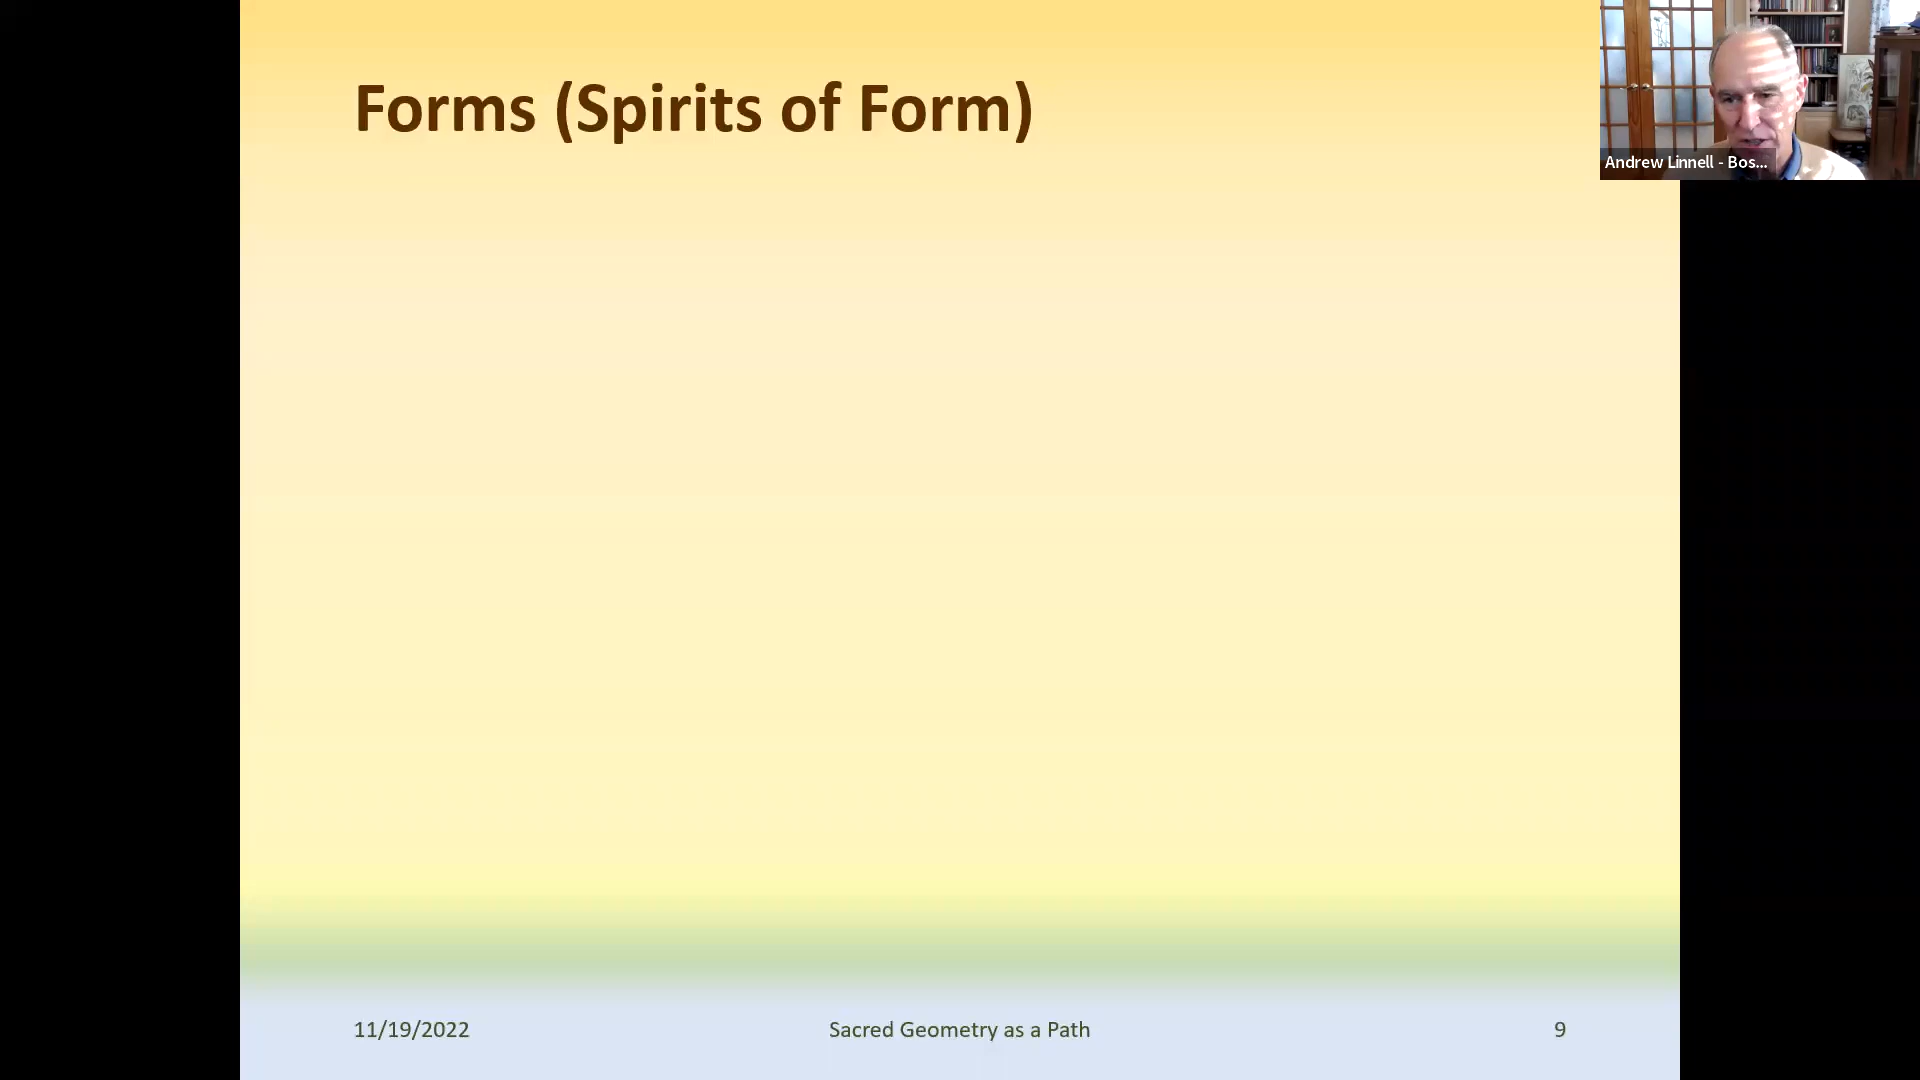 Forms (Spirits of Form)
Andrew Linnell - Bos...
11/19/2022
Sacred Geometry as a Path
9